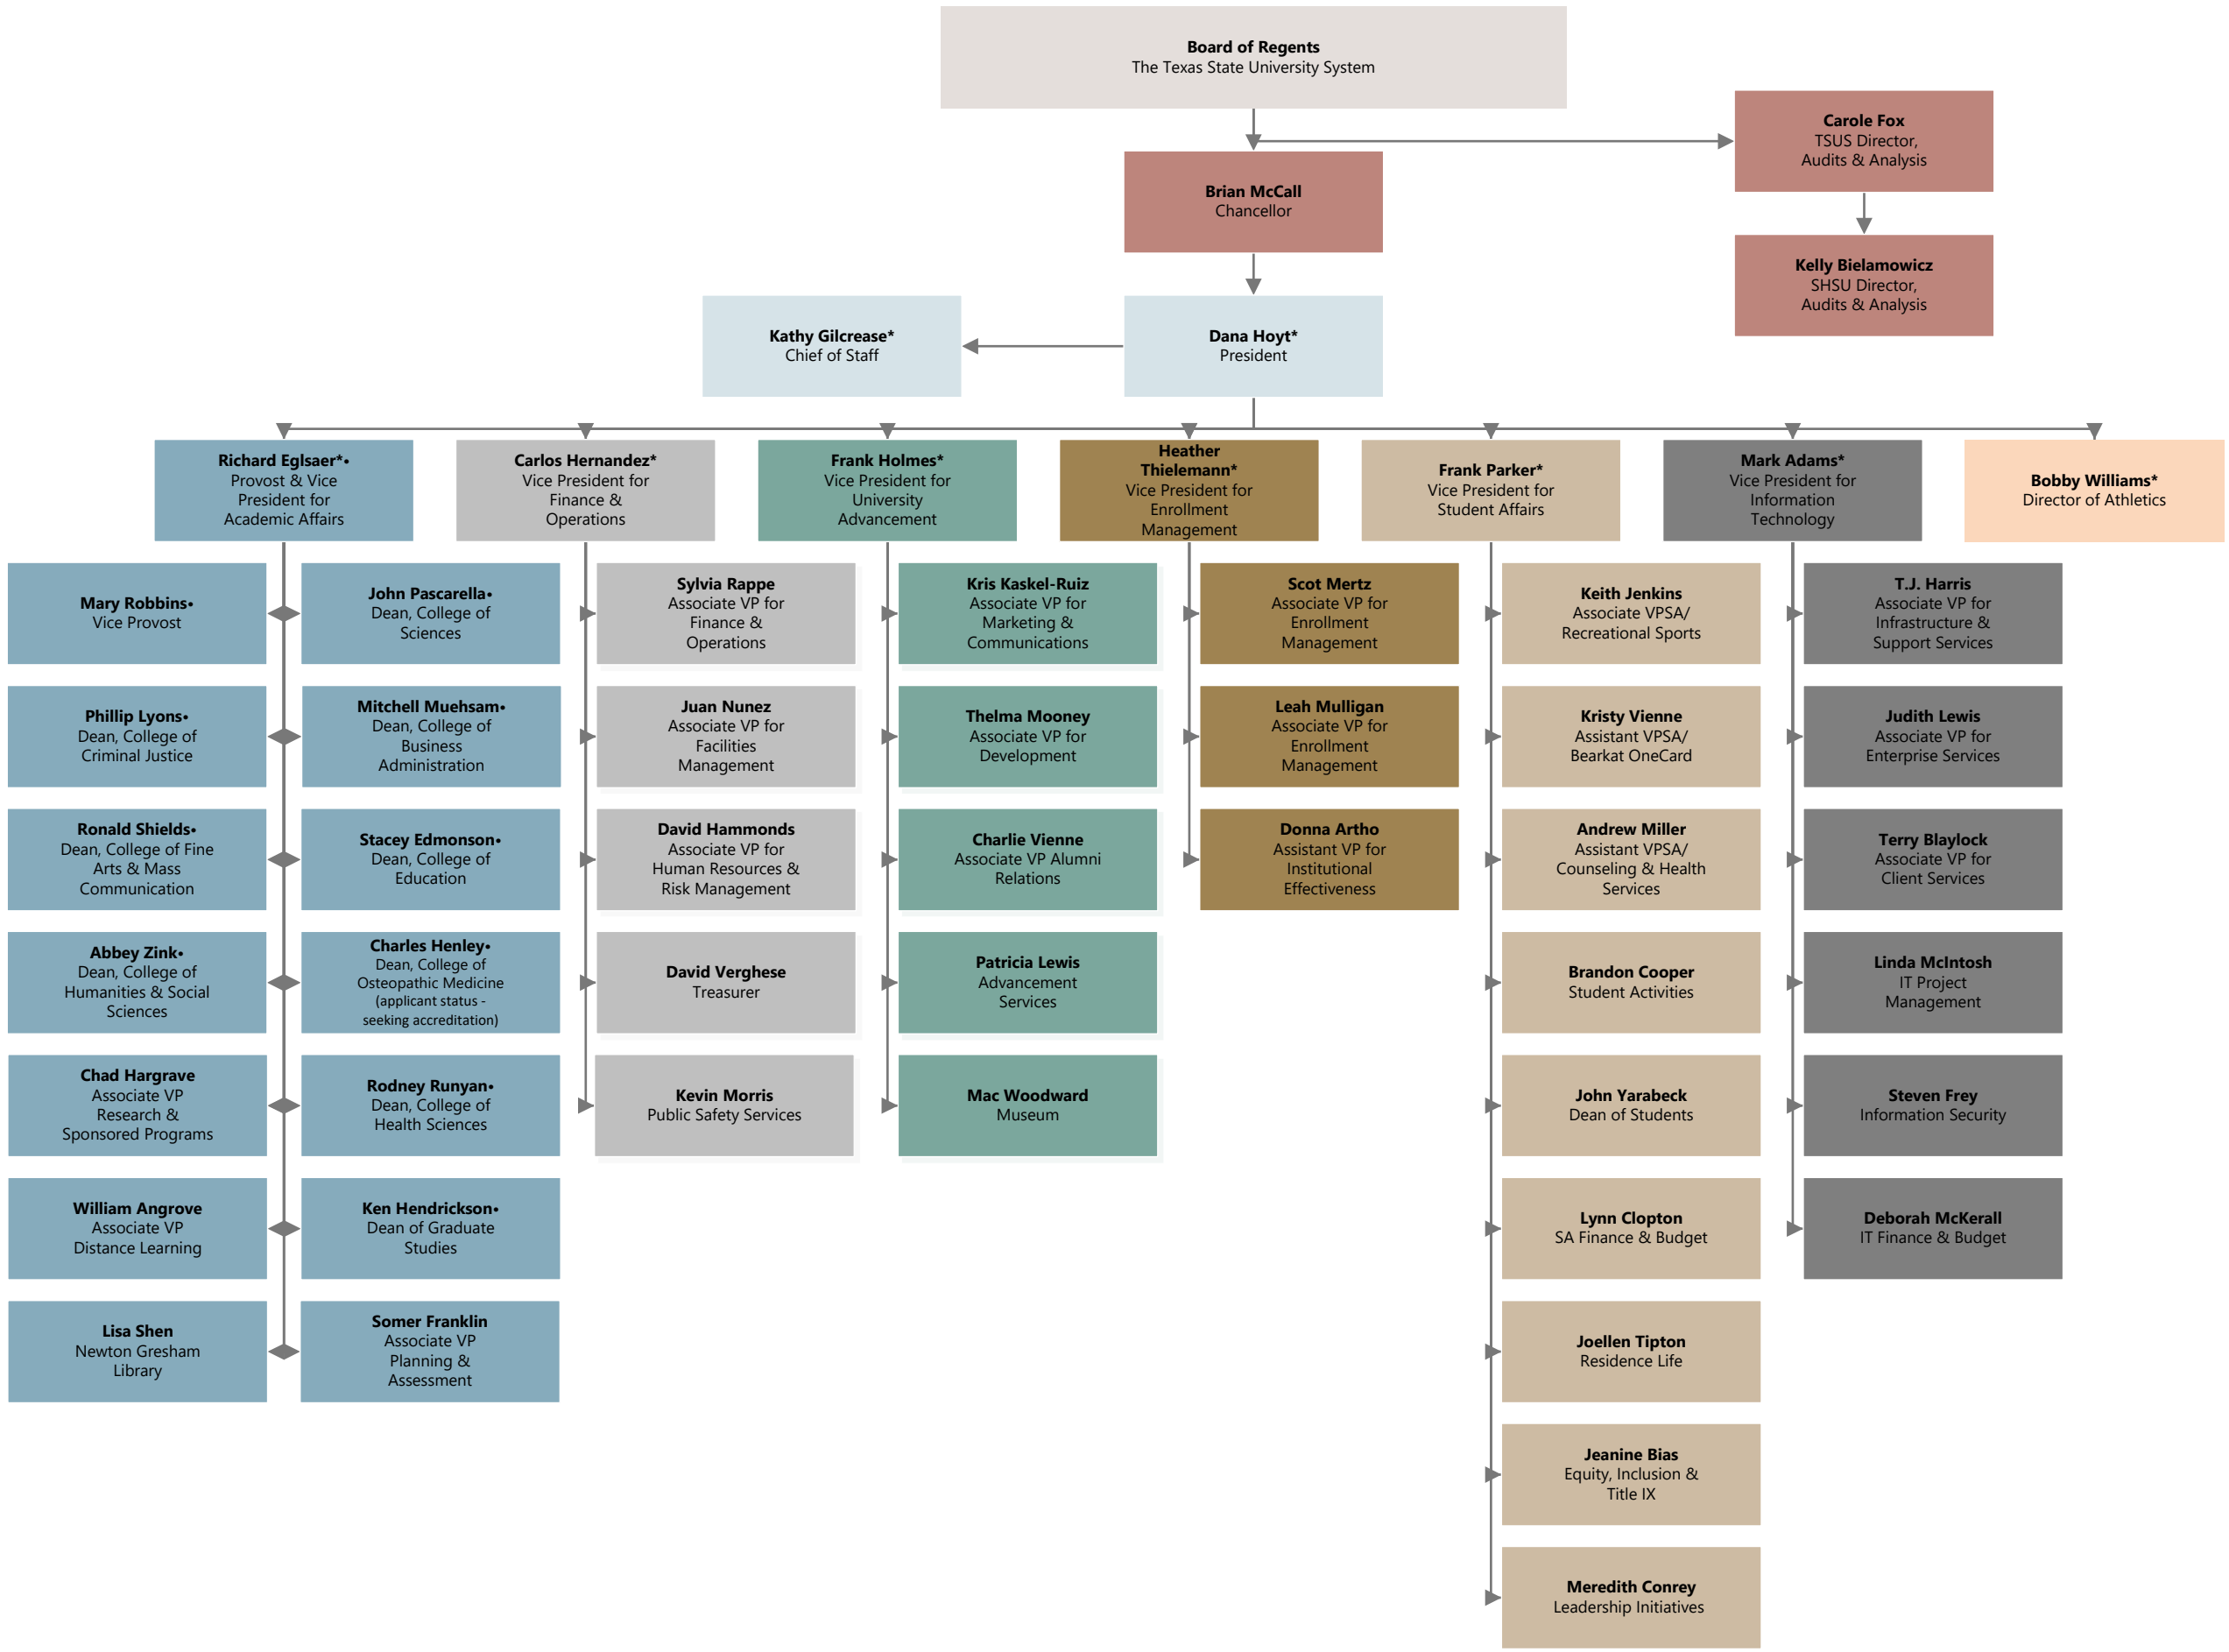 Board of Regents
The Texas State University System
Carole Fox
TSUS Director,
Audits & Analysis
Brian McCall
Chancellor
Kelly Bielamowicz
SHSU Director,
Audits & Analysis
Kathy Gilcrease*
Chief of Staff
Dana Hoyt*
President
Richard Eglsaer*•
Provost & Vice
President for
Academic Affairs
Carlos Hernandez*
Vice President for
Finance &
Operations
Frank Holmes*
Vice President for
University
Advancement
Heather
Thielemann*
Vice President for
Enrollment
Management
Frank Parker*
Vice President for
Student Affairs
Mark Adams*
Vice President for
Information
Technology
Bobby Williams*
Director of Athletics
Mary Robbins•
Vice Provost
John Pascarella•
Dean, College of
Sciences
Sylvia Rappe
Associate VP for
Finance &
Operations
Kris Kaskel-Ruiz
Associate VP for
Marketing &
Communications
Scot Mertz
Associate VP for
Enrollment
Management
Keith Jenkins
Associate VPSA/
Recreational Sports
T.J. Harris
Associate VP for
Infrastructure &
Support Services
Phillip Lyons•
Dean, College of
Criminal Justice
Mitchell Muehsam•
Dean, College of
Business
Administration
Juan Nunez
Associate VP for
Facilities
Management
Thelma Mooney
Associate VP for
Development
Leah Mulligan
Associate VP for
Enrollment
Management
Kristy Vienne
Assistant VPSA/
Bearkat OneCard
Judith Lewis
Associate VP for
Enterprise Services
Ronald Shields•
Dean, College of Fine
Arts & Mass
Communication
Stacey Edmonson•
Dean, College of
Education
David Hammonds
Associate VP for
Human Resources &
Risk Management
Charlie Vienne
Associate VP Alumni
Relations
Donna Artho
Assistant VP for
Institutional
Effectiveness
Andrew Miller
Assistant VPSA/
Counseling & Health
Services
Terry Blaylock
Associate VP for
Client Services
Abbey Zink•
Dean, College of
Humanities & Social
Sciences
Charles Henley•
Dean, College of
Osteopathic Medicine
(applicant status -
seeking accreditation)
David Verghese
Treasurer
Patricia Lewis
Advancement
Services
Brandon Cooper
Student Activities
Linda McIntosh
IT Project
Management
Chad Hargrave
Associate VP
Research &
Sponsored Programs
Rodney Runyan•
Dean, College of
Health Sciences
Kevin Morris
Public Safety Services
Mac Woodward
Museum
John Yarabeck
Dean of Students
Steven Frey
Information Security
William Angrove
Associate VP
Distance Learning
Ken Hendrickson•
Dean of Graduate
Studies
Lynn Clopton
SA Finance & Budget
Deborah McKerall
IT Finance & Budget
Lisa Shen
Newton Gresham
Library
Somer Franklin
Associate VP
Planning &
Assessment
Joellen Tipton
Residence Life
Jeanine Bias
Equity, Inclusion &
Title IX
Meredith Conrey
Leadership Initiatives